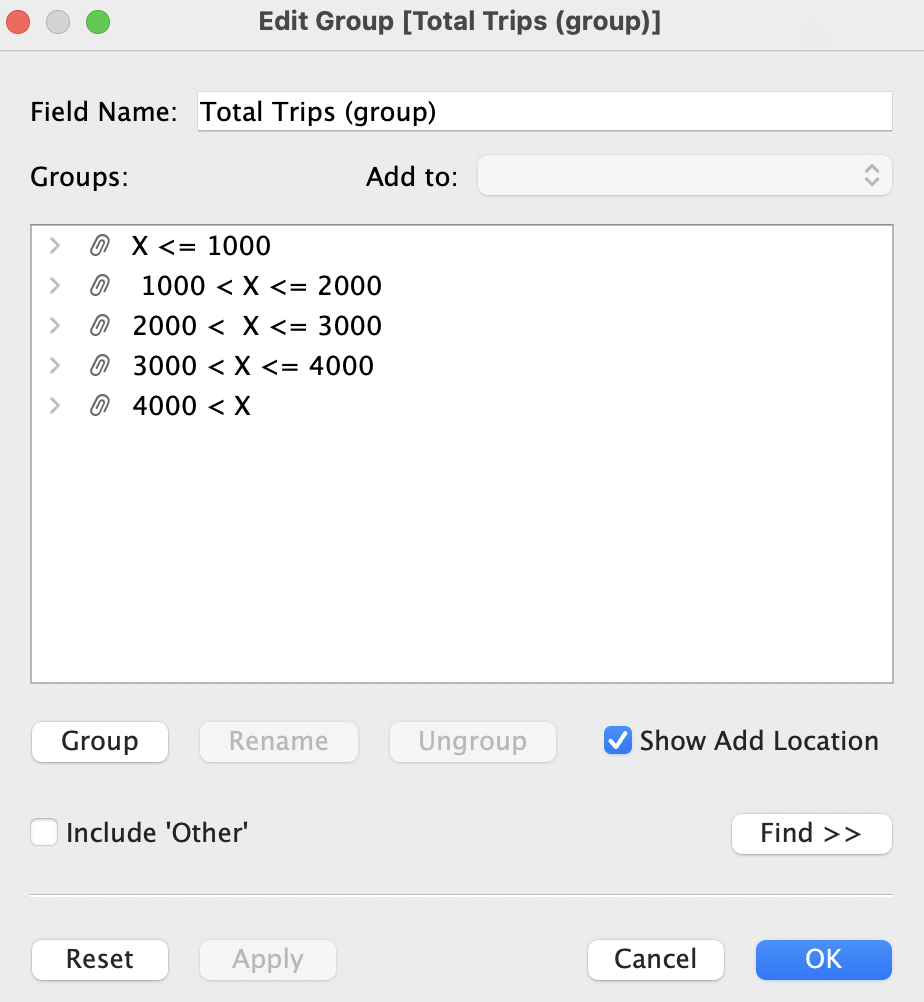 Edit Group [Total Trips (group)]
Field Name: Total Trips (group)
Groups: Add to:
X <= 1000
1000 < X <= 2000
2000 <  X <= 3000
3000 < X <= 4000
4000 < X
Group Rename Ungroup Show Add Location
Include 'Other' Find >>
Reset Apply Cancel OK